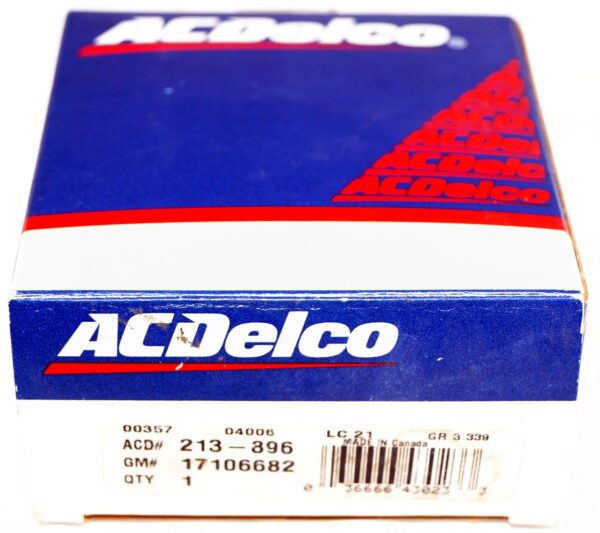 ACDelco®
ACDelco
ACDelco
ACDelco
00357 04006 LC 21 GR 3.339
ACD# 213-896 MADE IN Canada
GM# 17106682
QTY 1 0 36666 43023 3